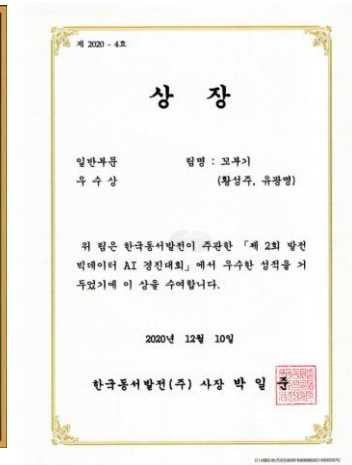 제 2020 - 4호
상 장
일반부문 팀명 : 꼬부기
우 수 상 (황성주, 유광명)
위 팀은 한국동서발전이 주관한 「제 2회 발전
빅데이터 AI 경진대회」에서 우수한 성적을 거
두었기에 이 상을 수여합니다.
2020년 12월 10일
한국동서발전(주) 사장 박 일 준